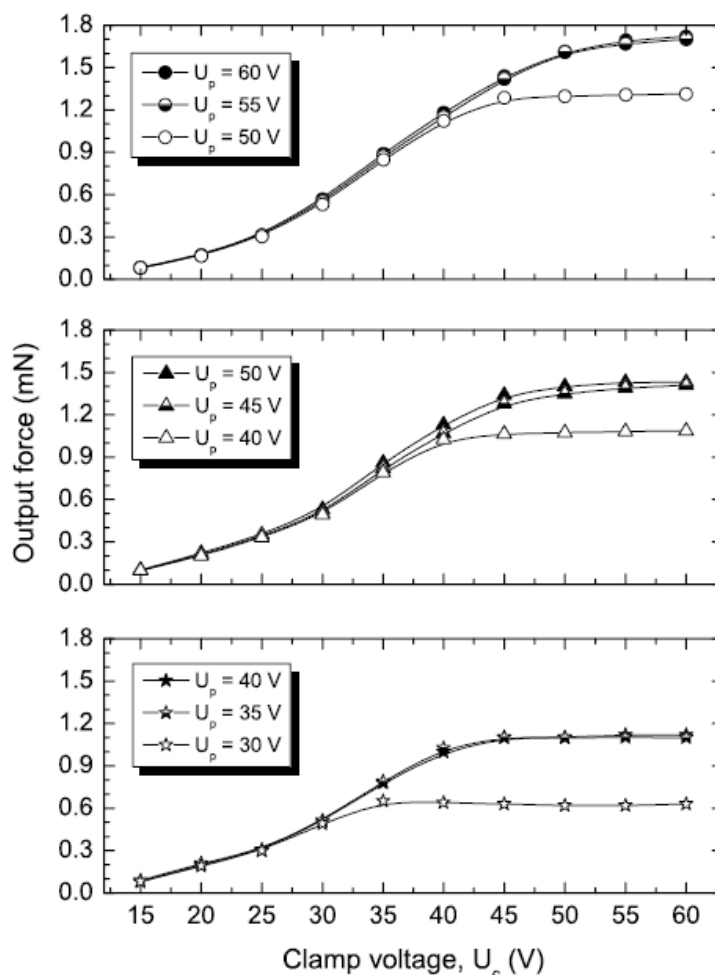 Output force (mN)
1.8
1.5
1.2
0.9
0.6
0.3
0.0
U_p = 60 V
U_p = 55 V
U_p = 50 V
1.8
1.5
1.2
0.9
0.6
0.3
0.0
U_p = 50 V
U_p = 45 V
U_p = 40 V
1.8
1.5
1.2
0.9
0.6
0.3
0.0
U_p = 40 V
U_p = 35 V
U_p = 30 V
15 20 25 30 35 40 45 50 55 60
Clamp voltage, U_c (V)